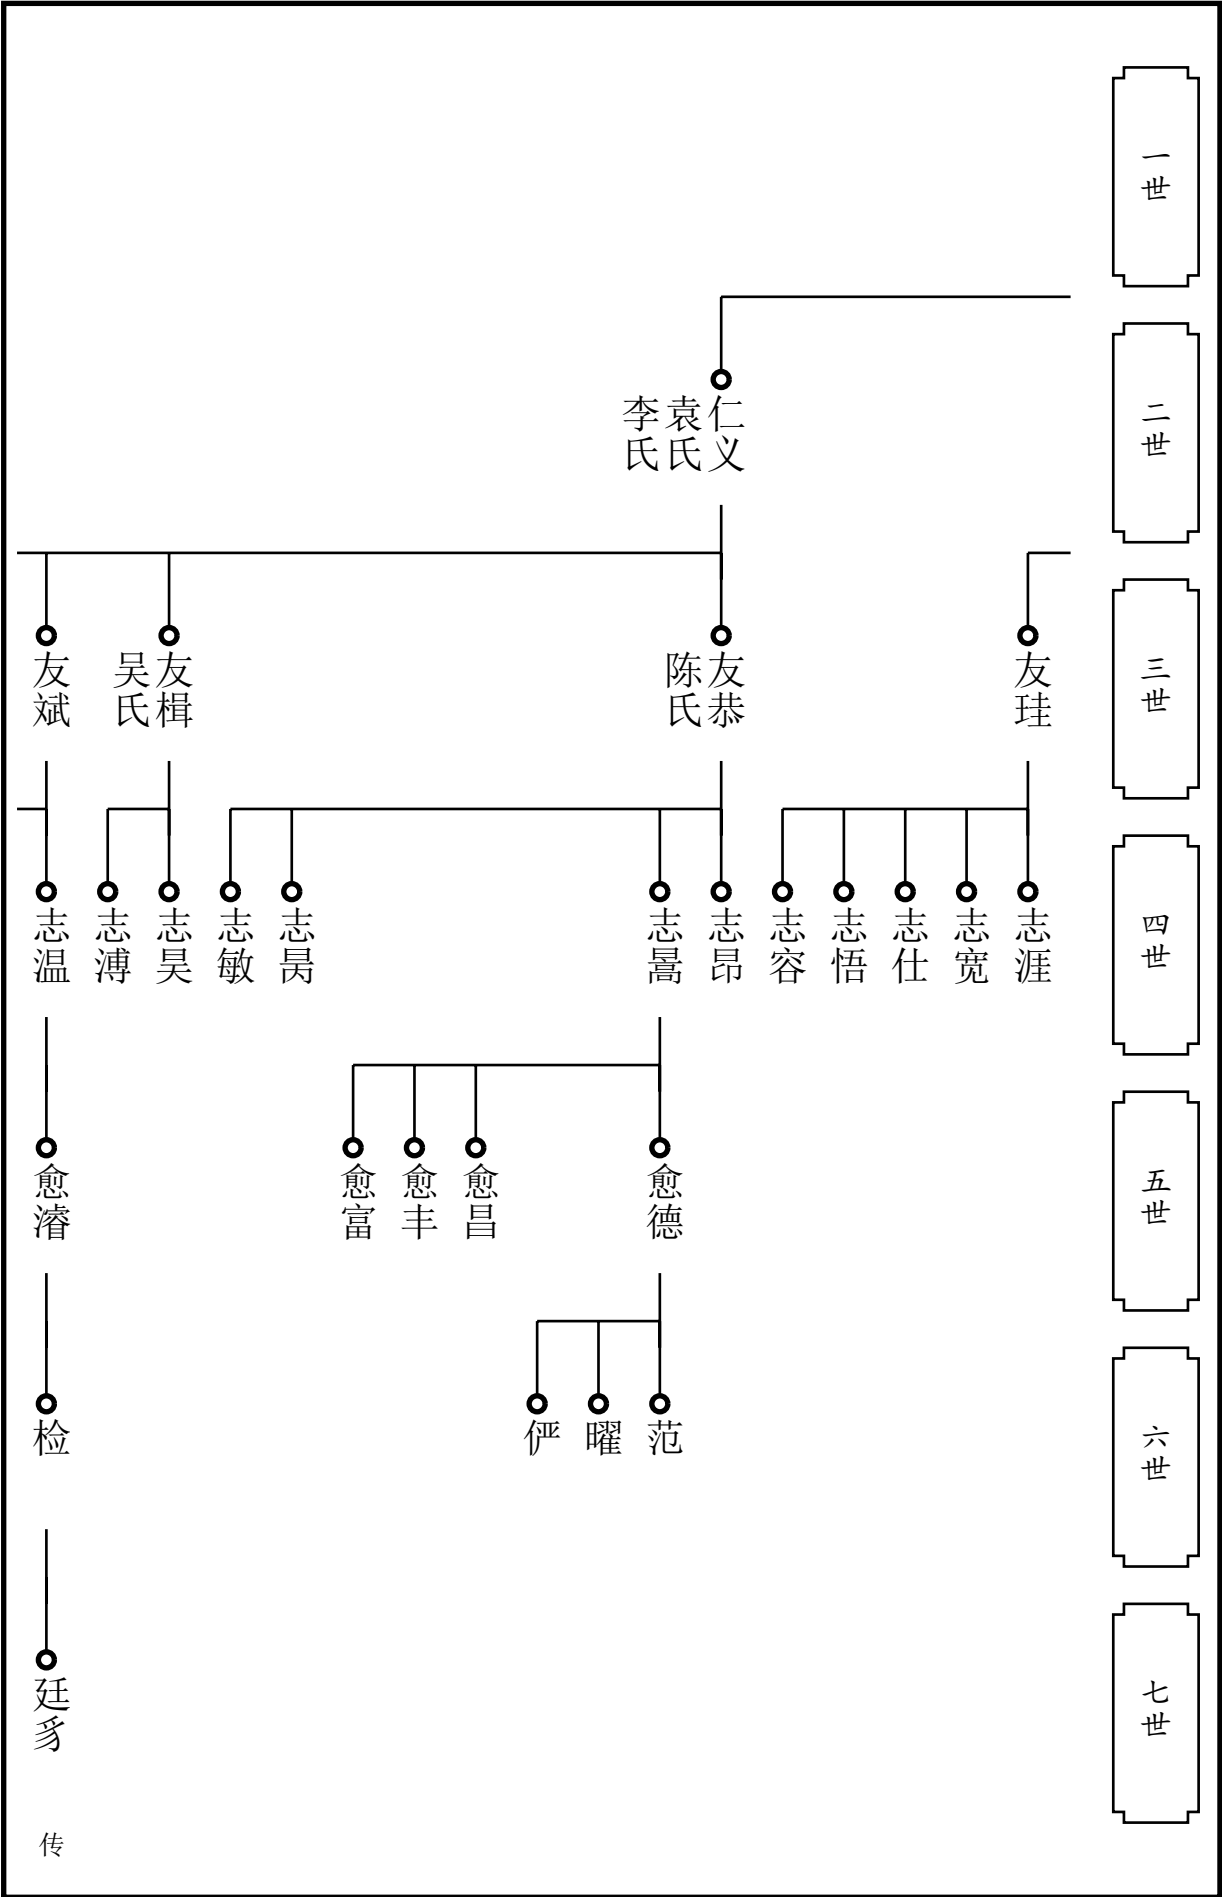 一世
二世
三世
四世
五世
六世
七世
仁义
袁氏
李氏
友珪
友恭
陈氏
友楫
吴氏
友斌
志涯
志宽
志仕
志悟
志容
志昂
志暠
志昺
志敏
志昊
志溥
志温
愈德
愈昌
愈丰
愈富
愈濬
范
曜
俨
检
廷豸
传